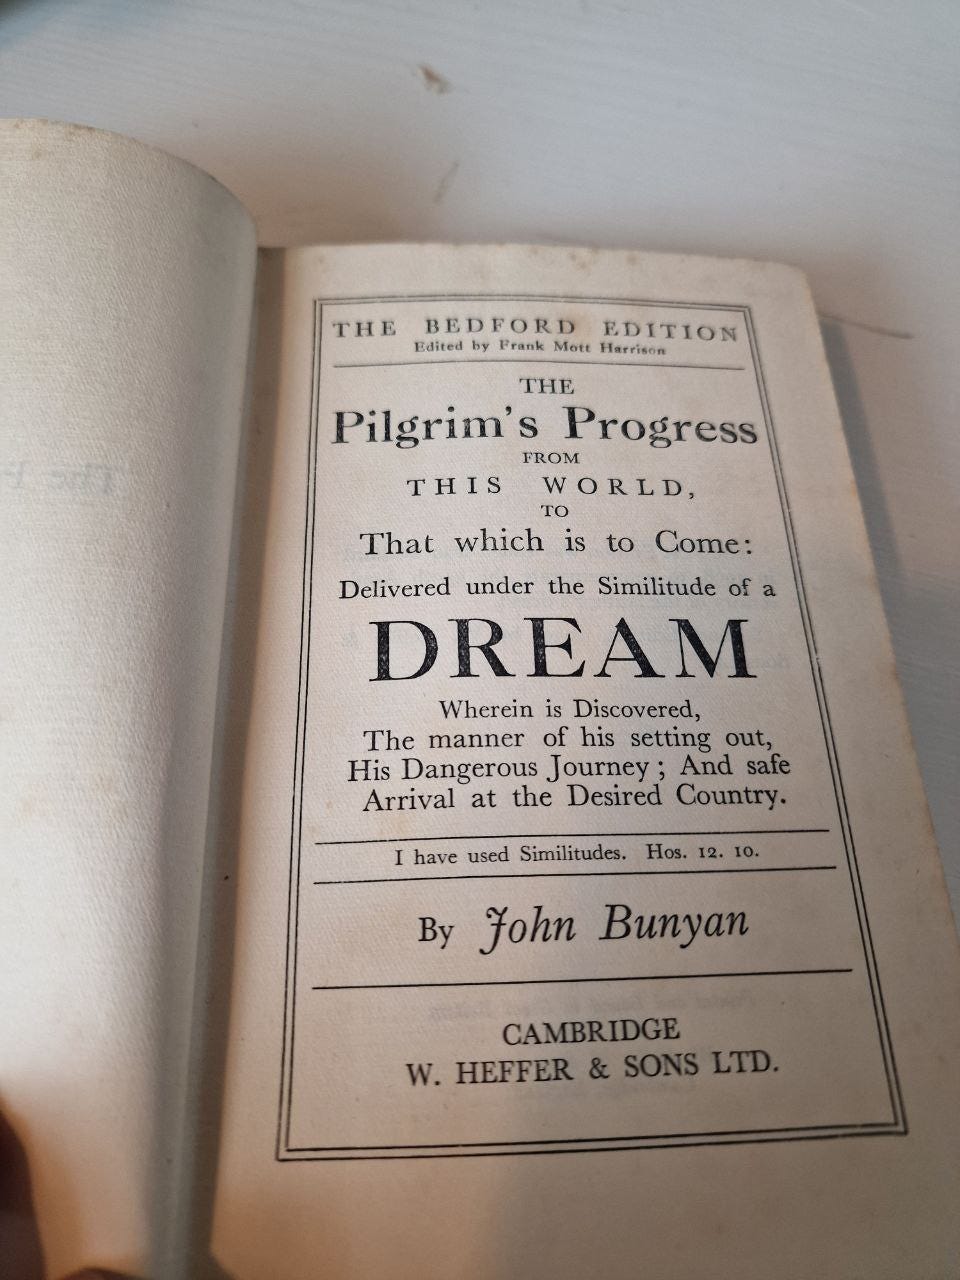 THE BEDFORD EDITION
Edited by Frank Mott Harrison
THE
Pilgrim's Progress
FROM
THIS WORLD,
TO
That which is to Come:
Delivered under the Similitude of a
DREAM
Wherein is Discovered,
The manner of his setting out,
His Dangerous Journey; And safe
Arrival at the Desired Country.
I have used Similitudes. Hos. 12. 10.
By John Bunyan
CAMBRIDGE
W. HEFFER & SONS LTD.